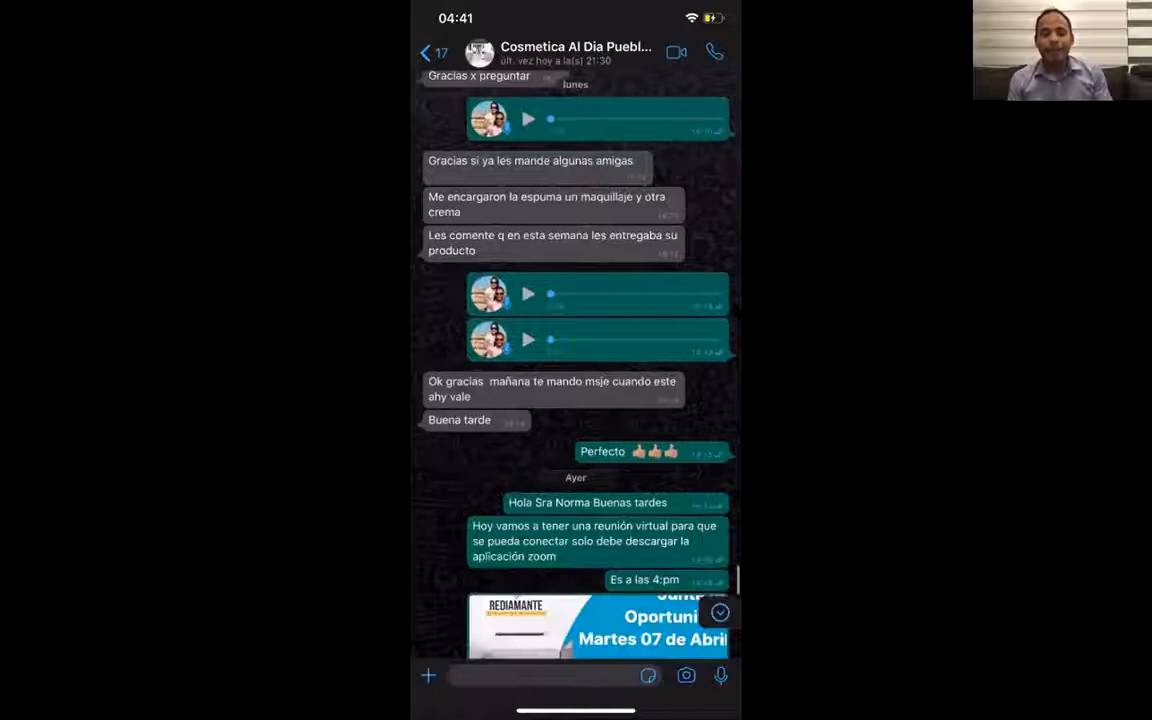 04:41
17
Cosmetica Al Dia Puebl...
últ. vez hoy a la(s) 21:30
Gracias x preguntar
lunes
Gracias si ya les mande algunas amigas
Me encargaron la espuma un maquillaje y otra
crema
Les comente q en esta semana les entregaba su
producto
Ok gracias mañana te mando msje cuando este
ahy vale
Buena tarde
Perfecto 👍👍👍
Ayer
Hola Sra Norma Buenas tardes
Hoy vamos a tener una reunión virtual para que
se pueda conectar solo debe descargar la
aplicación zoom
Es a las 4:pm
REDIAMANTE
Oportuni
Martes 07 de Abril